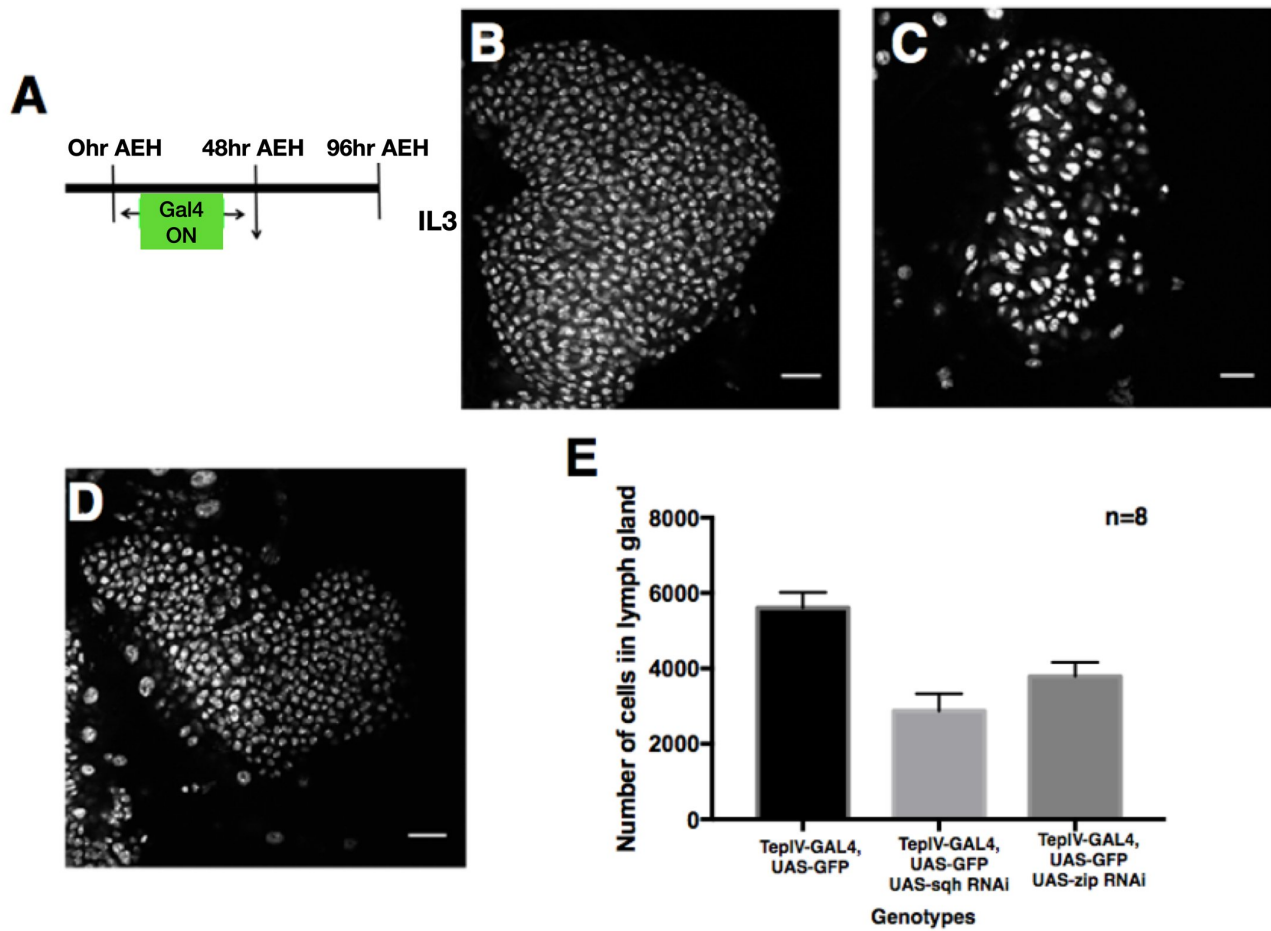 A
0hr AEH 48hr AEH 96hr AEH
Gal4
ON
IL3
B
C
D
E
Number of cells iin lymph gland
8000
6000
4000
2000
0
n=8
TepIV-GAL4,
UAS-GFP
TepIV-GAL4,
UAS-GFP
UAS-sqh RNAi
TepIV-GAL4,
UAS-GFP
UAS-zip RNAi
Genotypes